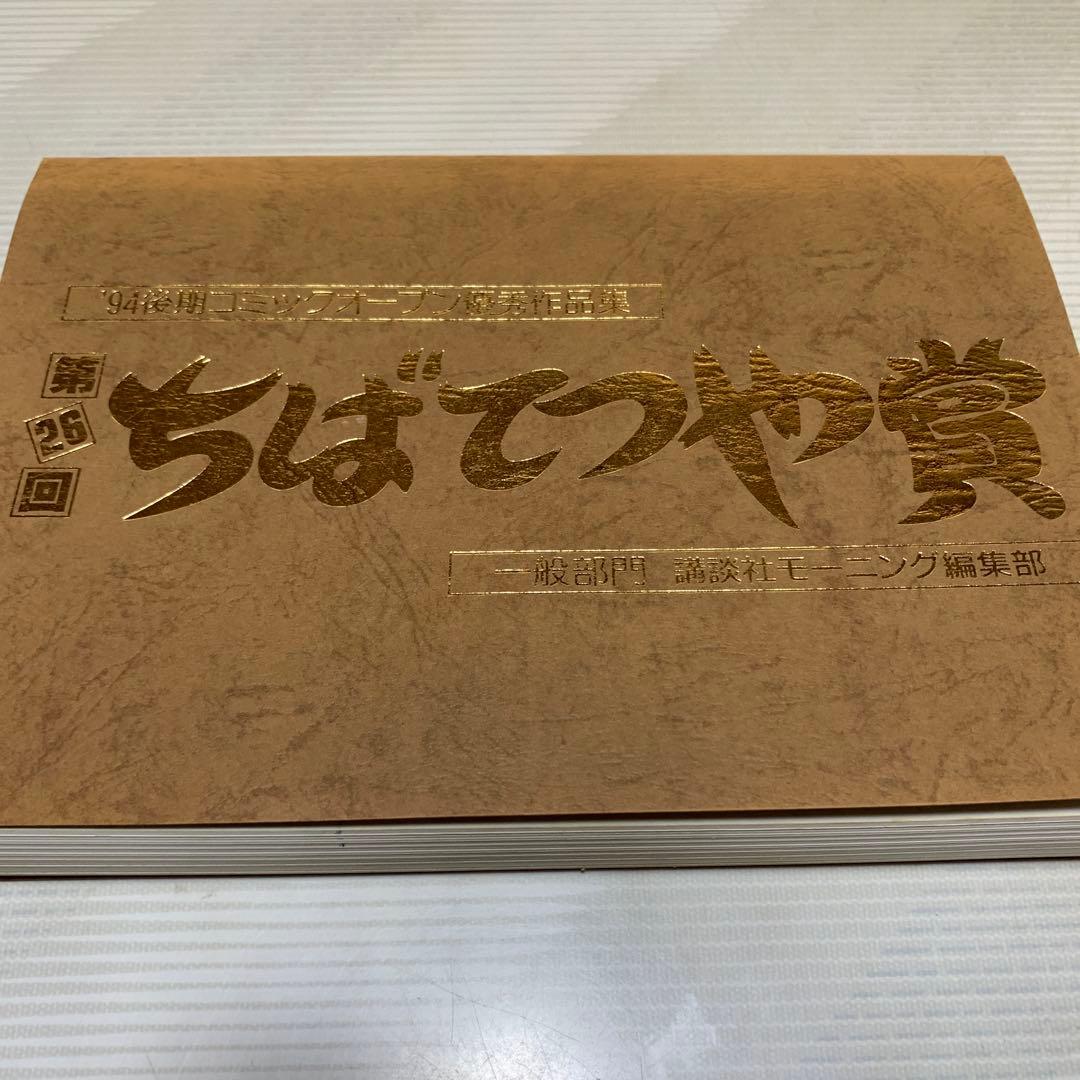 '94後期コミックオープン優秀作品集
第26回
ちばてつや賞
一般部門 講談社モーニング編集部